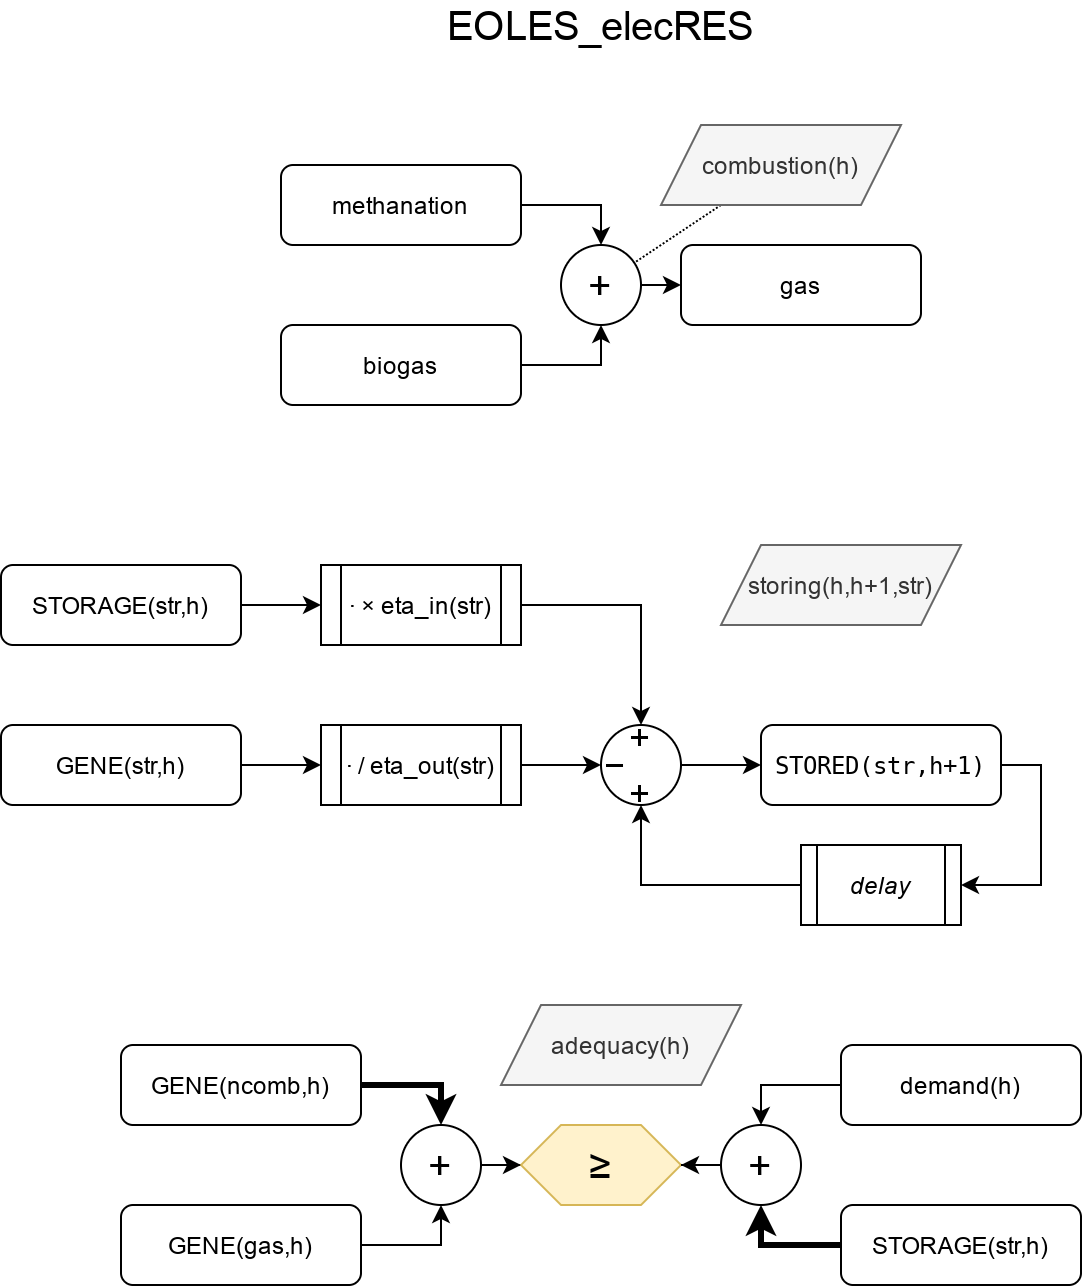 EOLES_elecRES
combustion(h)
methanation
+
gas
biogas
STORAGE(str,h)
· × eta_in(str)
storing(h,h+1,str)
GENE(str,h)
· / eta_out(str)
+
−
+
STORED(str,h+1)
delay
adequacy(h)
GENE(ncomb,h)
demand(h)
+
≥
+
GENE(gas,h)
STORAGE(str,h)